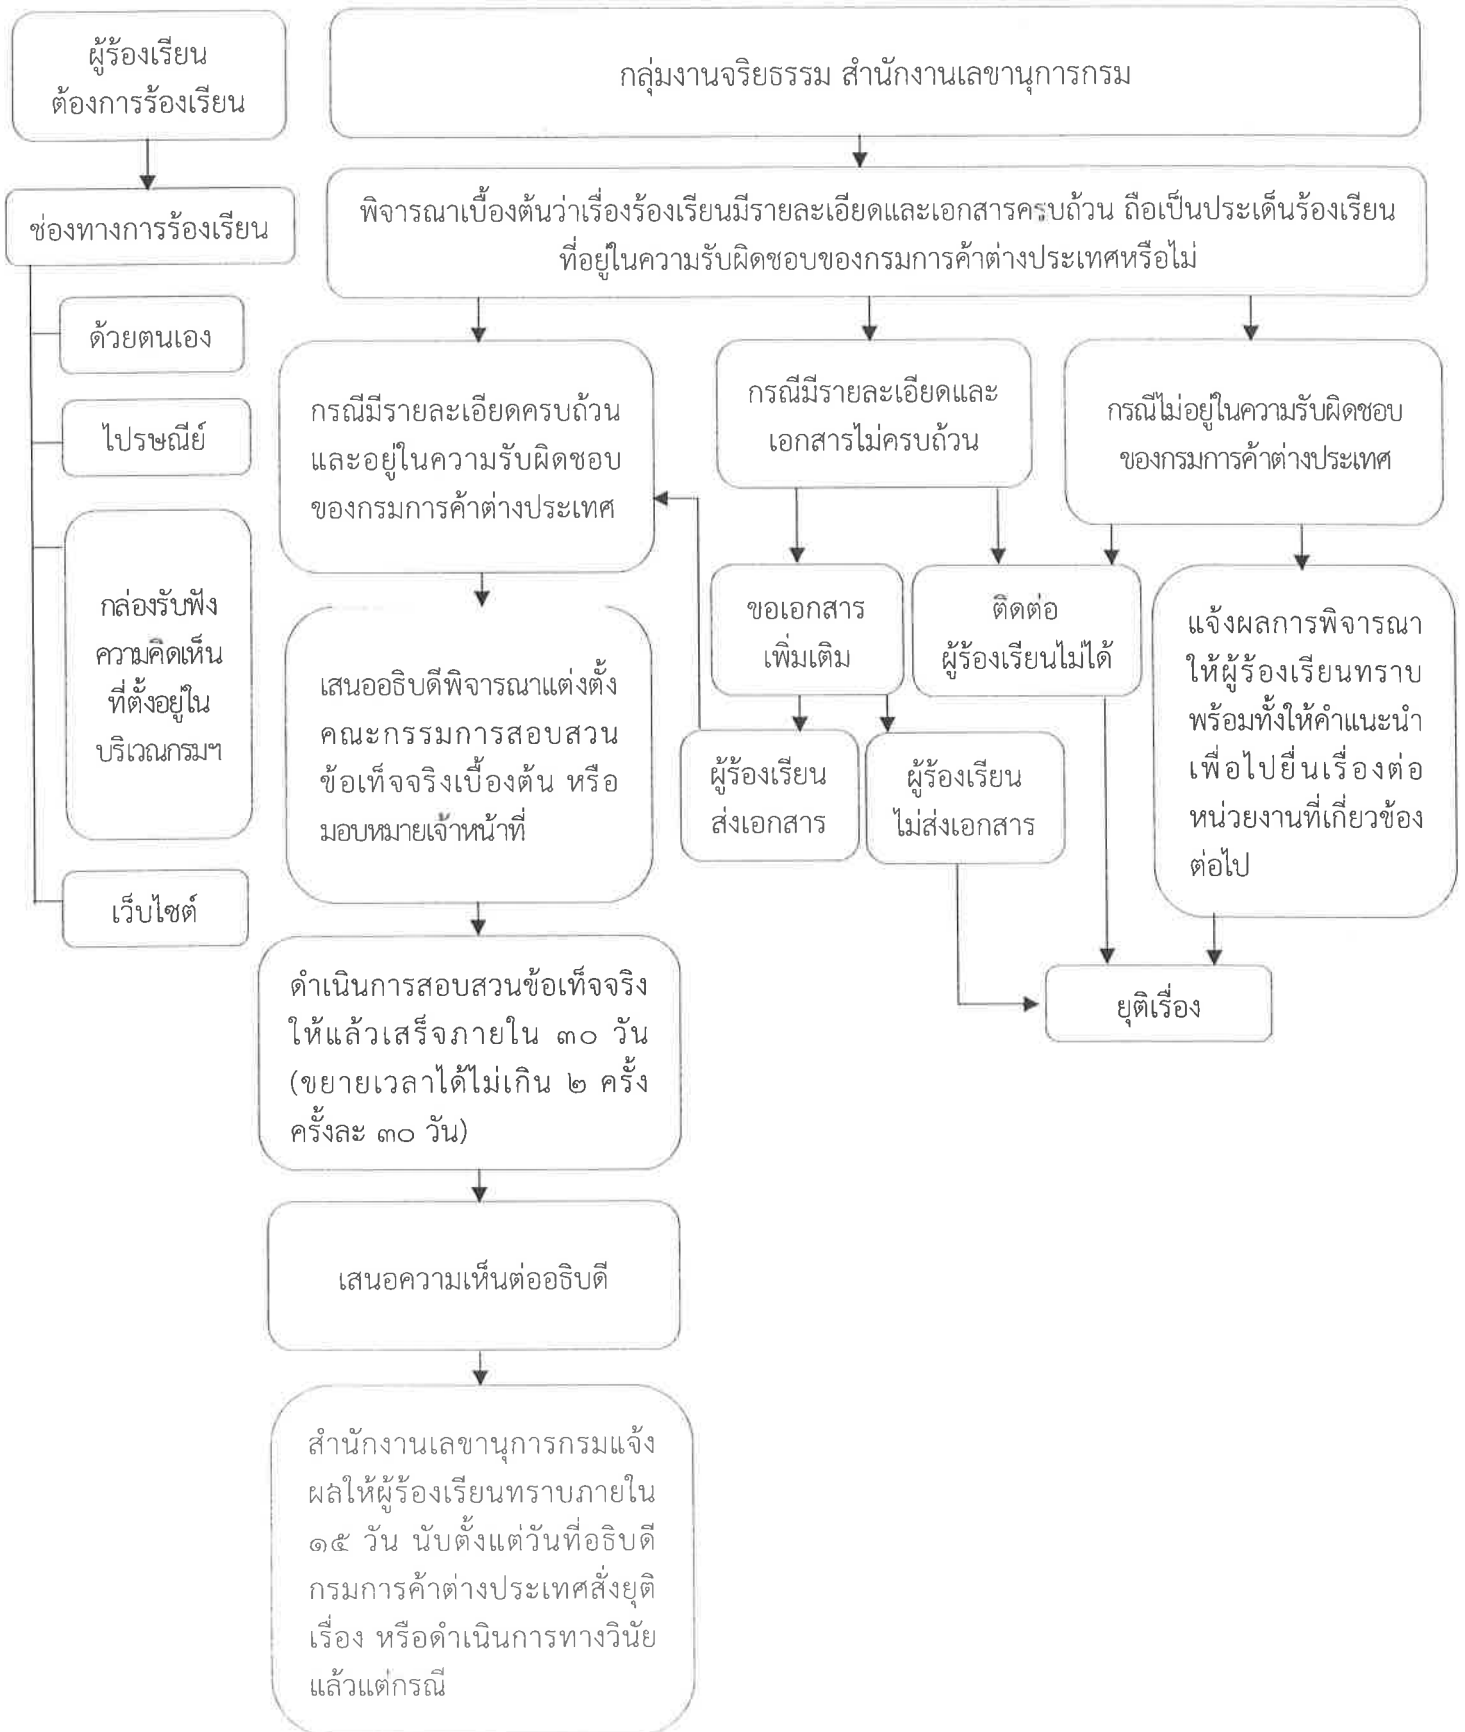 ผู้ร้องเรียน
ต้องการร้องเรียน
ช่องทางการร้องเรียน
ด้วยตนเอง
ไปรษณีย์
กล่องรับฟัง
ความคิดเห็น
ที่ตั้งอยู่ใน
บริเวณกรมฯ
เว็บไซต์
กลุ่มงานจริยธรรม สำนักงานเลขานุการกรม
พิจารณาเบื้องต้นว่าเรื่องร้องเรียนมีรายละเอียดและเอกสารครบถ้วน ถือเป็นประเด็นร้องเรียน
ที่อยู่ในความรับผิดชอบของกรมการค้าต่างประเทศหรือไม่
กรณีมีรายละเอียดครบถ้วน
และอยู่ในความรับผิดชอบ
ของกรมการค้าต่างประเทศ
เสนออธิบดีพิจารณาแต่งตั้ง
คณะกรรมการสอบสวน
ข้อเท็จจริงเบื้องต้น หรือ
มอบหมายเจ้าหน้าที่
ดำเนินการสอบสวนข้อเท็จจริง
ให้แล้วเสร็จภายใน ๓๐ วัน
(ขยายเวลาได้ไม่เกิน ๒ ครั้ง
ครั้งละ ๓๐ วัน)
เสนอความเห็นต่ออธิบดี
สำนักงานเลขานุการกรมแจ้ง
ผลให้ผู้ร้องเรียนทราบภายใน
๑๕ วัน นับตั้งแต่วันที่อธิบดี
กรมการค้าต่างประเทศสั่งยุติ
เรื่อง หรือดำเนินการทางวินัย
แล้วแต่กรณี
กรณีมีรายละเอียดและ
เอกสารไม่ครบถ้วน
ขอเอกสาร
เพิ่มเติม
ติดต่อ
ผู้ร้องเรียนไม่ได้
ผู้ร้องเรียน
ส่งเอกสาร
ผู้ร้องเรียน
ไม่ส่งเอกสาร
กรณีไม่อยู่ในความรับผิดชอบ
ของกรมการค้าต่างประเทศ
แจ้งผลการพิจารณา
ให้ผู้ร้องเรียนทราบ
พร้อมทั้งให้คำแนะนำ
เพื่อไปยื่นเรื่องต่อ
หน่วยงานที่เกี่ยวข้อง
ต่อไป
ยุติเรื่อง